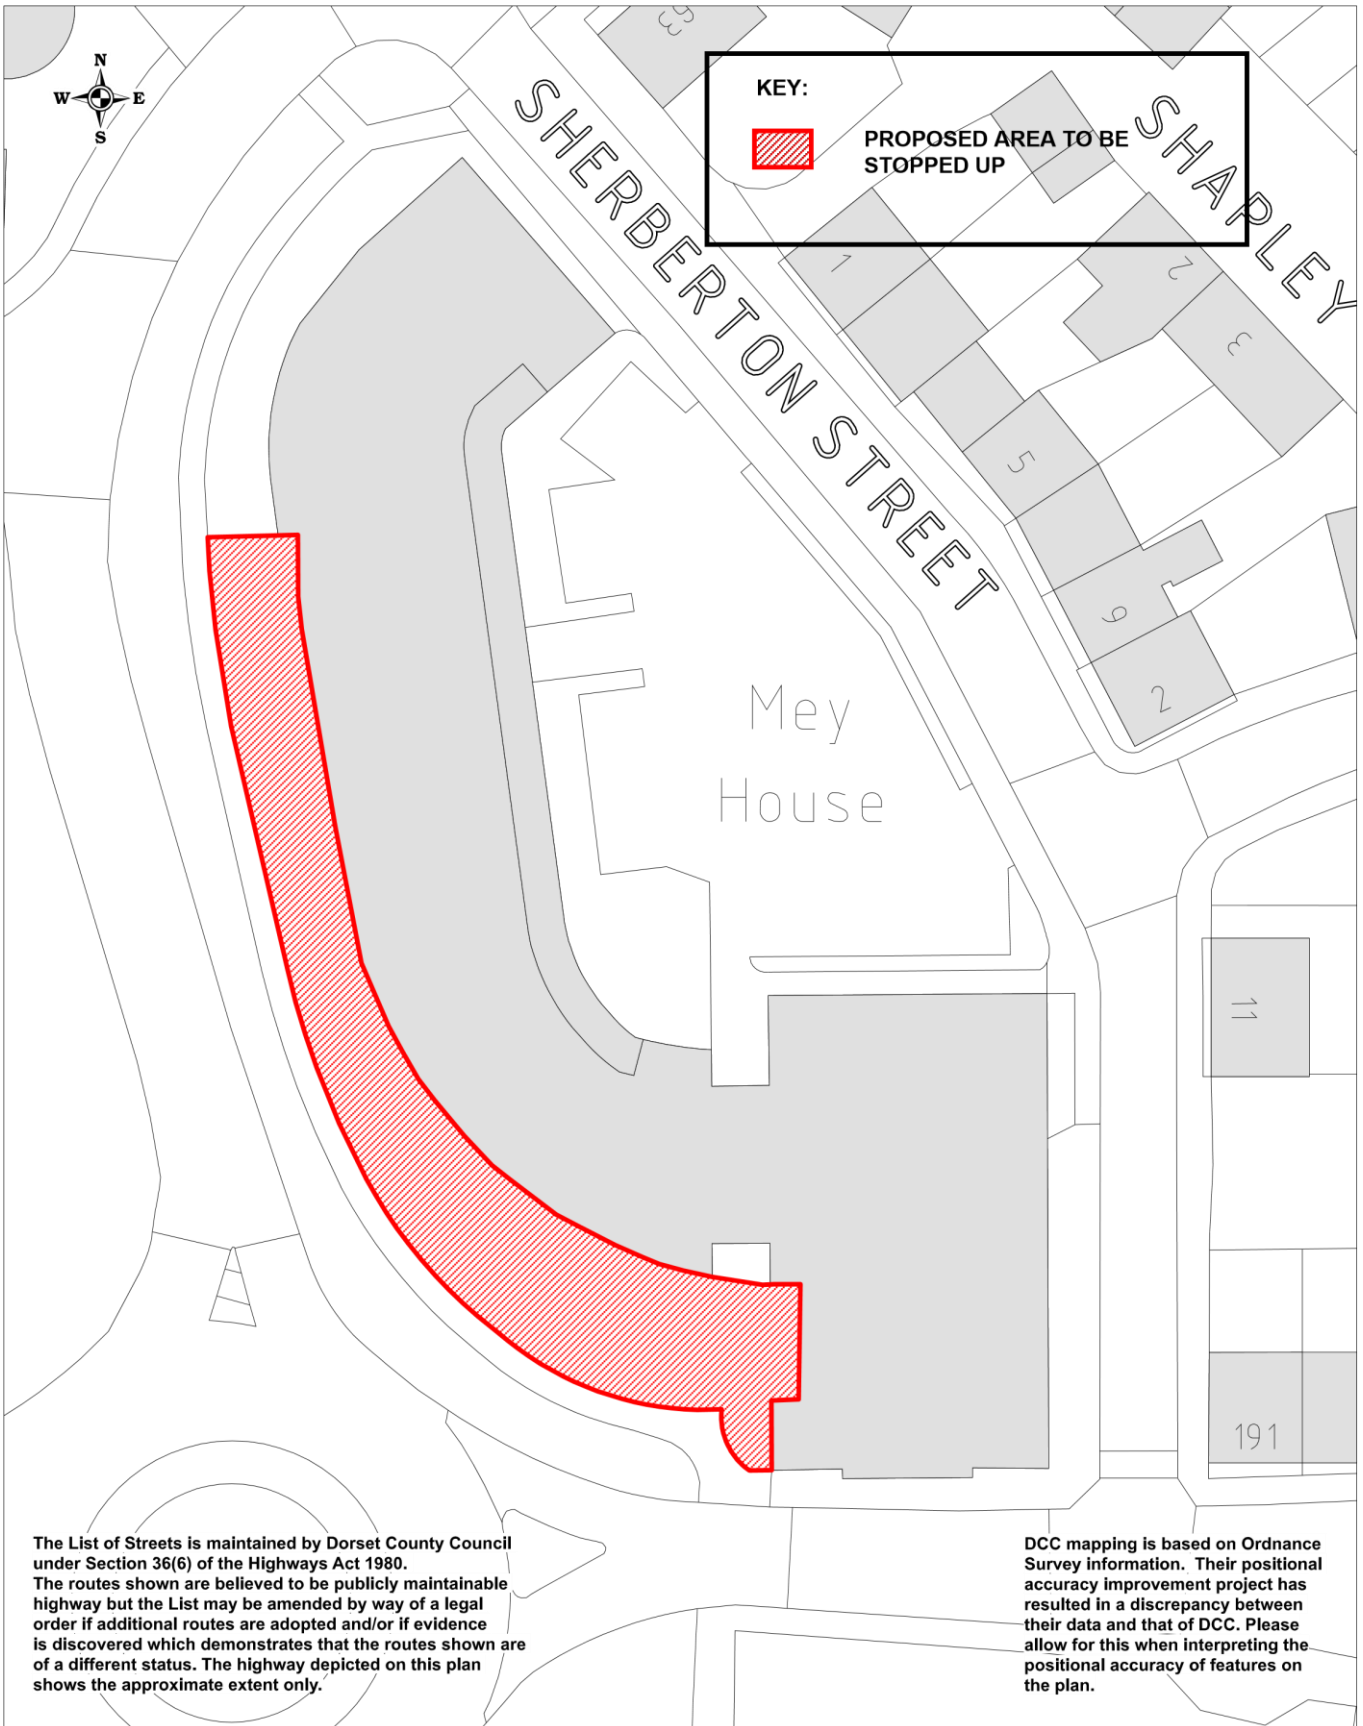 N
W E
S
KEY:
PROPOSED AREA TO BE
STOPPED UP
SHERBERTON STREET
SHAPLEY
1
2
3
5
9
2
Mey
House
11
191
The List of Streets is maintained by Dorset County Council
under Section 36(6) of the Highways Act 1980.
The routes shown are believed to be publicly maintainable
highway but the List may be amended by way of a legal
order if additional routes are adopted and/or if evidence
is discovered which demonstrates that the routes shown are
of a different status. The highway depicted on this plan
shows the approximate extent only.
DCC mapping is based on Ordnance
Survey information. Their positional
accuracy improvement project has
resulted in a discrepancy between
their data and that of DCC. Please
allow for this when interpreting the
positional accuracy of features on
the plan.